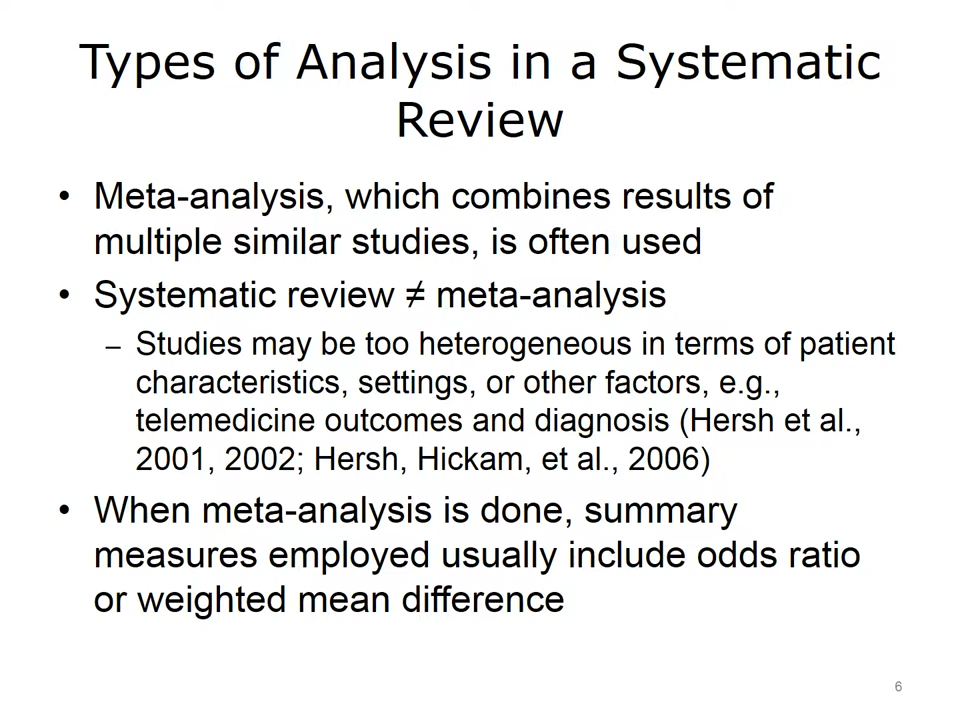 Types of Analysis in a Systematic
Review
• Meta-analysis, which combines results of
multiple similar studies, is often used
• Systematic review ≠ meta-analysis
– Studies may be too heterogeneous in terms of patient
characteristics, settings, or other factors, e.g.,
telemedicine outcomes and diagnosis (Hersh et al.,
2001, 2002; Hersh, Hickam, et al., 2006)
• When meta-analysis is done, summary
measures employed usually include odds ratio
or weighted mean difference
6